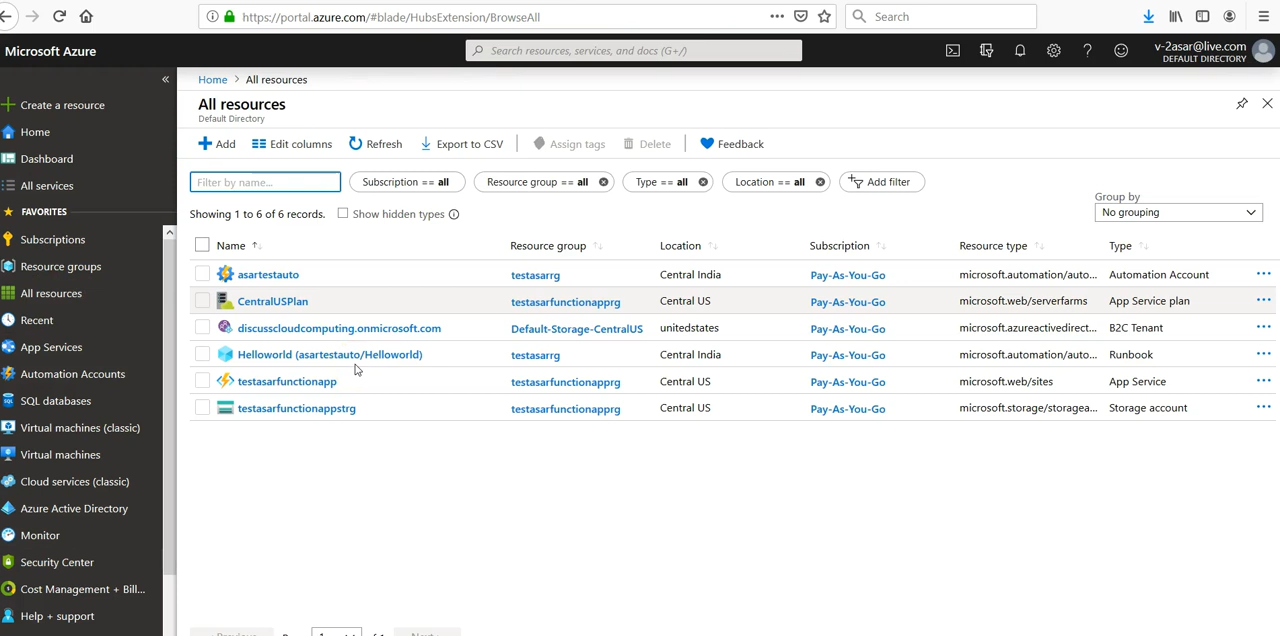 https://portal.azure.com/#blade/HubsExtension/BrowseAll
Search
Microsoft Azure
Search resources, services, and docs (G+/)
v-2asar@live.com
DEFAULT DIRECTORY
Create a resource
Home
Dashboard
All services
FAVORITES
Subscriptions
Resource groups
All resources
Recent
App Services
Automation Accounts
SQL databases
Virtual machines (classic)
Virtual machines
Cloud services (classic)
Azure Active Directory
Monitor
Security Center
Cost Management + Bill...
Help + support
Home > All resources
All resources
Default Directory
Add Edit columns Refresh Export to CSV Assign tags Delete Feedback
Filter by name... Subscription == all Resource group == all Type == all Location == all Add filter
Showing 1 to 6 of 6 records. Show hidden types
Group by
No grouping
Name Resource group Location Subscription Resource type Type
asartestauto testasarrg Central India Pay-As-You-Go microsoft.automation/auto... Automation Account
CentralUSPlan testasarfunctionapprg Central US Pay-As-You-Go microsoft.web/serverfarms App Service plan
discusscloudcomputing.onmicrosoft.com Default-Storage-CentralUS unitedstates Pay-As-You-Go microsoft.azureactivedirect... B2C Tenant
Helloworld (asartestauto/Helloworld) testasarrg Central India Pay-As-You-Go microsoft.automation/auto... Runbook
testasarfunctionapp testasarfunctionapprg Central US Pay-As-You-Go microsoft.web/sites App Service
testasarfunctionappstrg testasarfunctionapprg Central US Pay-As-You-Go microsoft.storage/storagea... Storage account